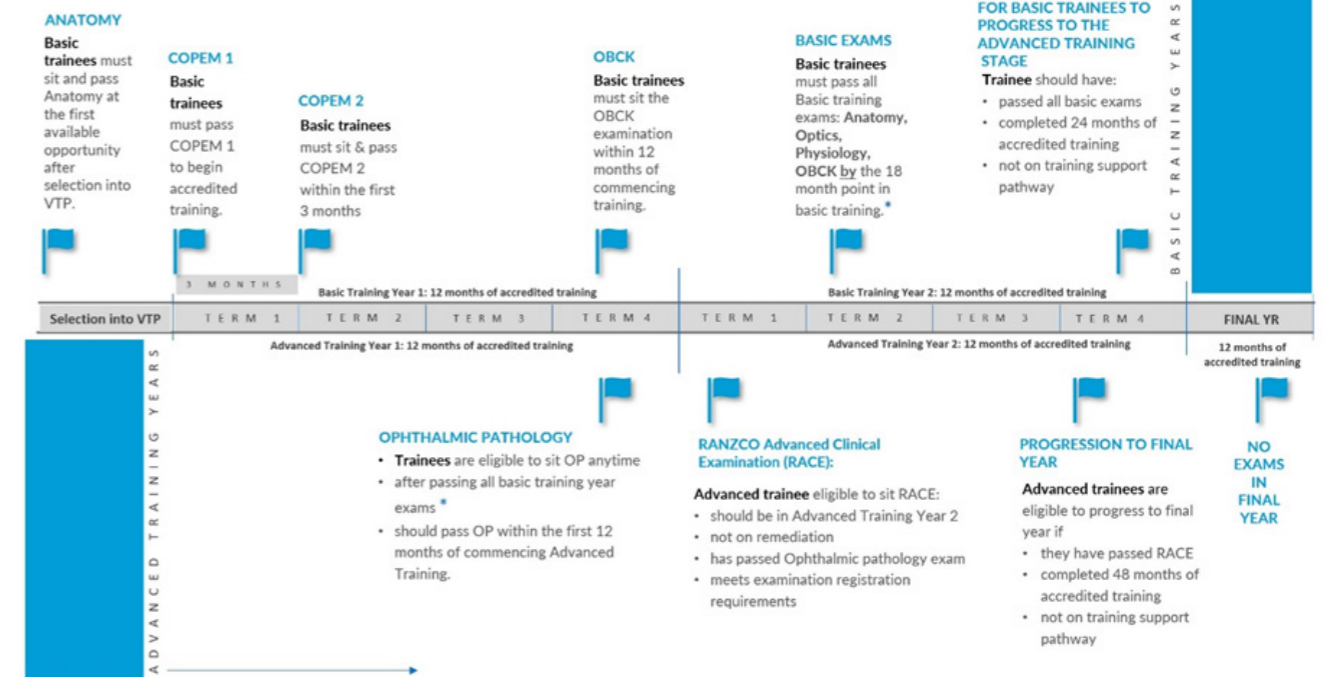 ANATOMY
Basic
trainees must
sit and pass
Anatomy at
the first
available
opportunity
after
selection into
VTP.
COPEM 1
Basic
trainees
must pass
COPEM 1
to begin
accredited
training.
COPEM 2
Basic trainees
must sit & pass
COPEM 2
within the first
3 months
OBCK
Basic trainees
must sit the
OBCK
examination
within 12
months of
commencing
training.
BASIC EXAMS
Basic trainees
must pass all
Basic training
exams: Anatomy,
Optics,
Physiology,
OBCK by the 18
month point in
basic training.*
FOR BASIC TRAINEES TO
PROGRESS TO THE
ADVANCED TRAINING
STAGE
Trainee should have:
• passed all basic exams
• completed 24 months of
accredited training
• not on training support
pathway
BASIC TRAINING YEARS
3 MONTHS
Basic Training Year 1: 12 months of accredited training
Basic Training Year 2: 12 months of accredited training
Selection into VTP
TERM 1
TERM 2
TERM 3
TERM 4
TERM 1
TERM 2
TERM 3
TERM 4
FINAL YR
Advanced Training Year 1: 12 months of accredited training
Advanced Training Year 2: 12 months of accredited training
12 months of
accredited training
ADVANCED TRAINING YEARS
OPHTHALMIC PATHOLOGY
• Trainees are eligible to sit OP anytime
• after passing all basic training year
exams *
• should pass OP within the first 12
months of commencing Advanced
Training.
RANZCO Advanced Clinical
Examination (RACE):
Advanced trainee eligible to sit RACE:
• should be in Advanced Training Year 2
• not on remediation
• has passed Ophthalmic pathology exam
• meets examination registration
requirements
PROGRESSION TO FINAL
YEAR
Advanced trainees are
eligible to progress to final
year if
• they have passed RACE
• completed 48 months of
accredited training
• not on training support
pathway
NO
EXAMS
IN
FINAL
YEAR